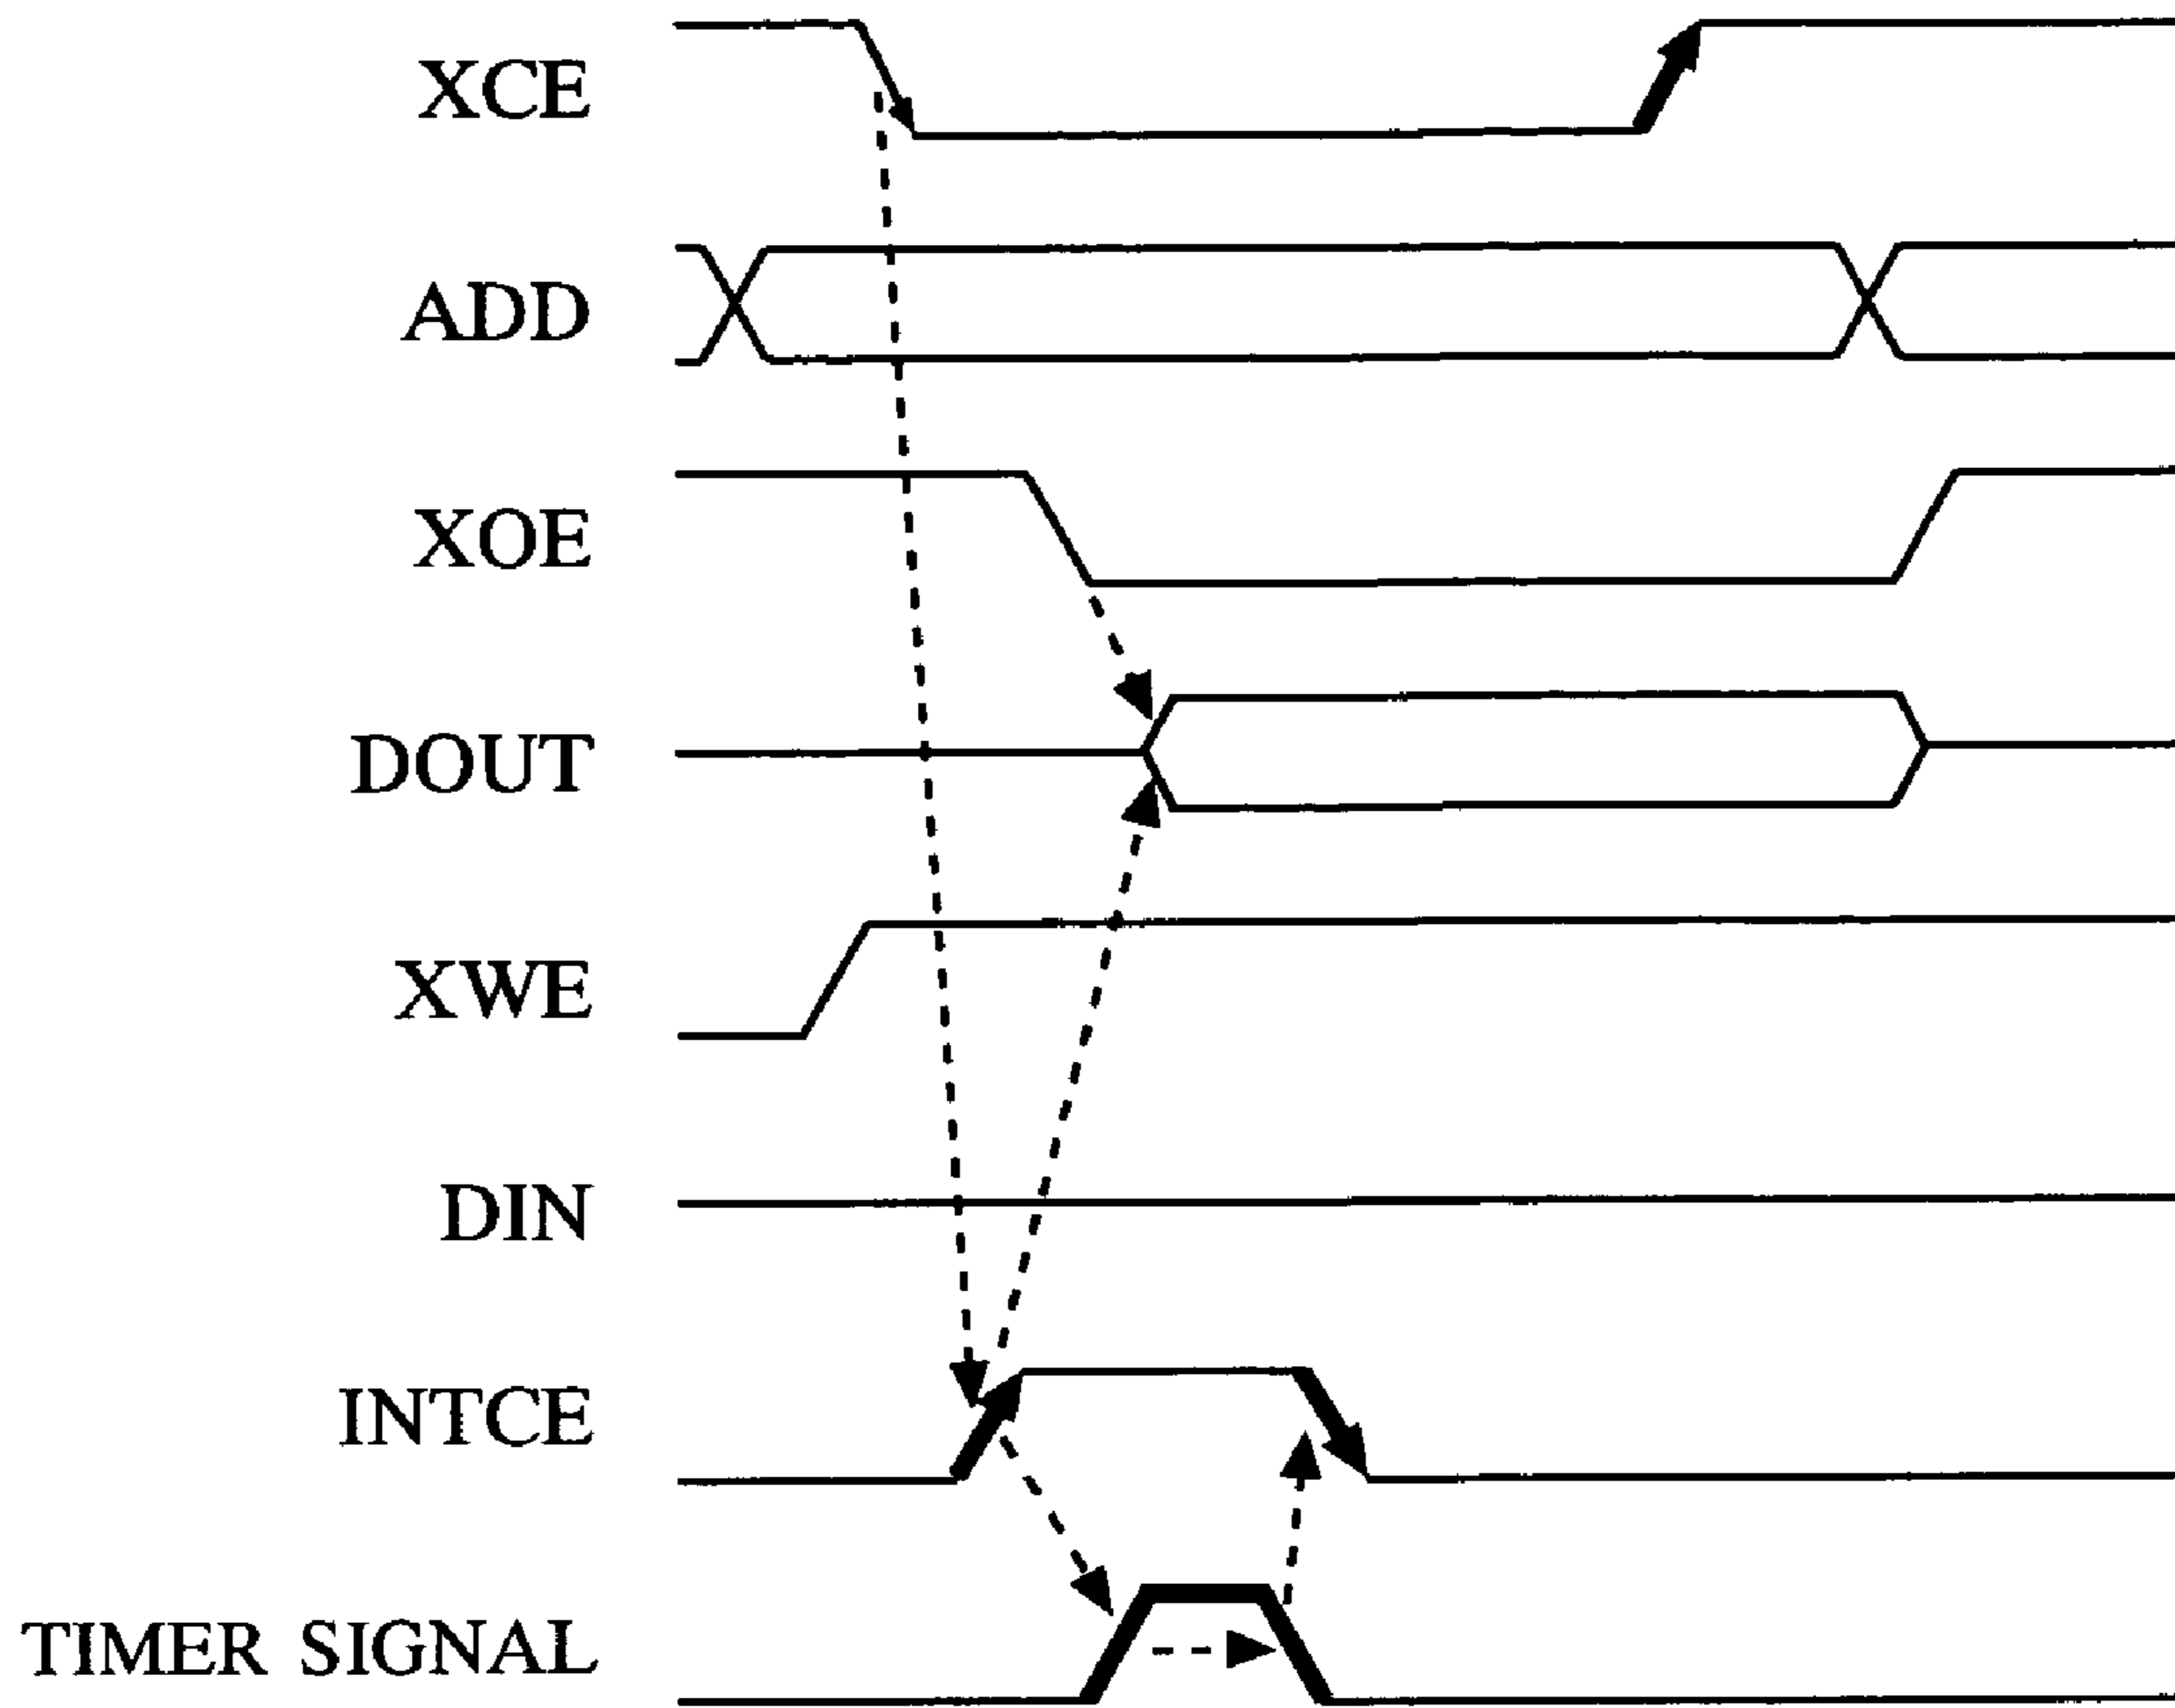 XCE
ADD
XOE
DOUT
XWE
DIN
INTCE
TIMER SIGNAL